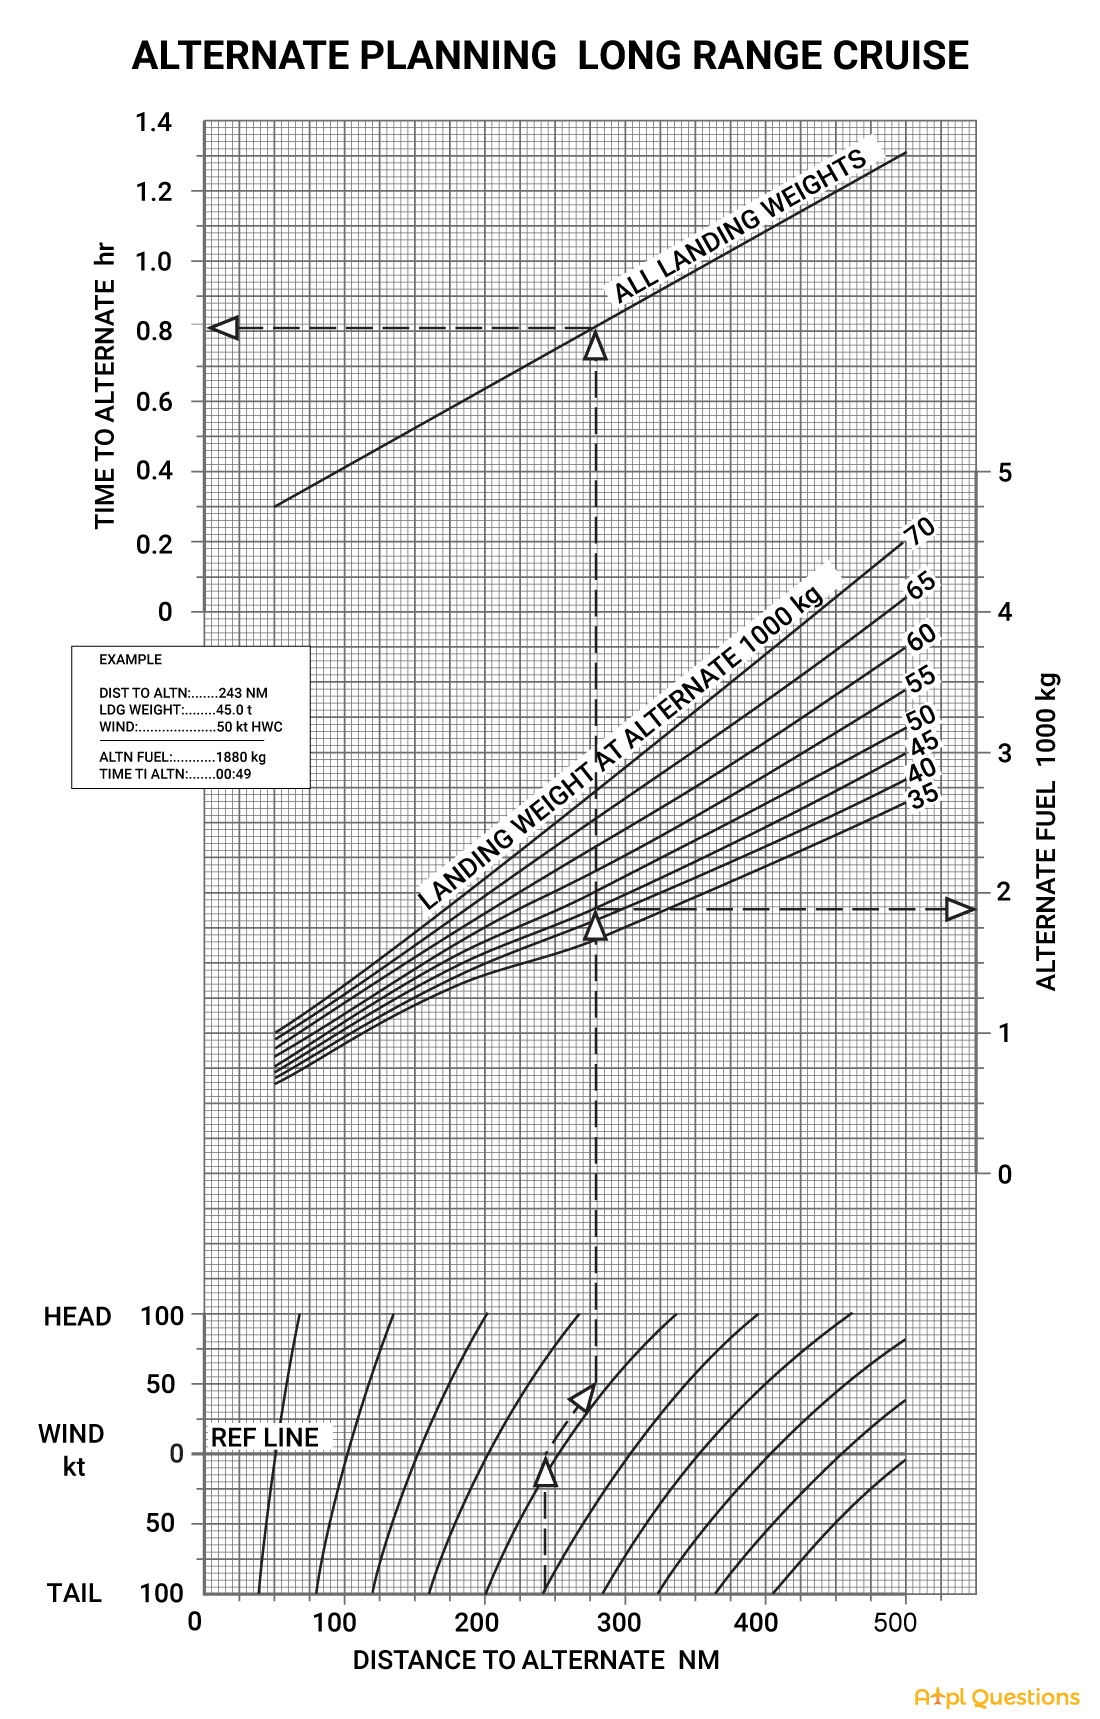 ALTERNATE PLANNING LONG RANGE CRUISE
1.4
1.2
1.0
0.8
0.6
0.4
0.2
0
TIME TO ALTERNATE hr
ALL LANDING WEIGHTS
5
4
3
2
1
0
ALTERNATE FUEL 1000 kg
70
65
60
55
50
45
40
35
LANDING WEIGHT AT ALTERNATE 1000 kg
EXAMPLE
DIST TO ALTN:.......243 NM
LDG WEIGHT:........45.0 t
WIND:....................50 kt HWC
ALTN FUEL:...........1880 kg
TIME TI ALTN:.......00:49
HEAD 100
50
WIND
kt
0
REF LINE
50
TAIL 100
0 100 200 300 400 500
DISTANCE TO ALTERNATE NM
Atpl Questions